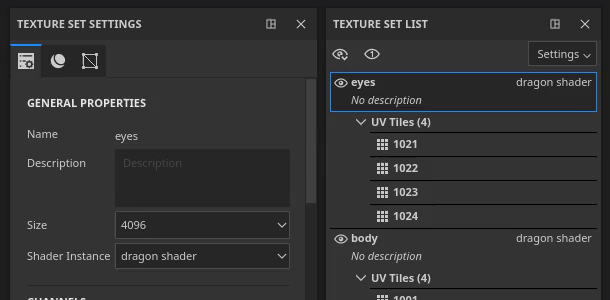 TEXTURE SET SETTINGS
GENERAL PROPERTIES
Name eyes
Description Description
Size 4096
Shader Instance dragon shader
TEXTURE SET LIST
1 Settings
eyes dragon shader
No description
UV Tiles (4)
1021
1022
1023
1024
body dragon shader
No description
UV Tiles (4)